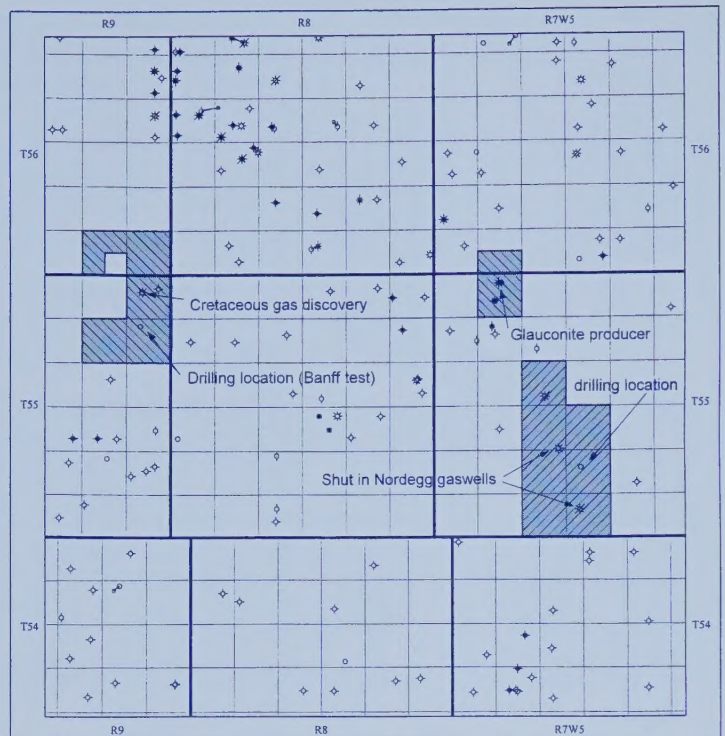 R9 R8 R7W5
T56 T56
Cretaceous gas discovery
Glauconite producer
Drilling location (Banff test)
drilling location
T55 T55
Shut in Nordegg gaswells
T54 T54
R9 R8 R7W5